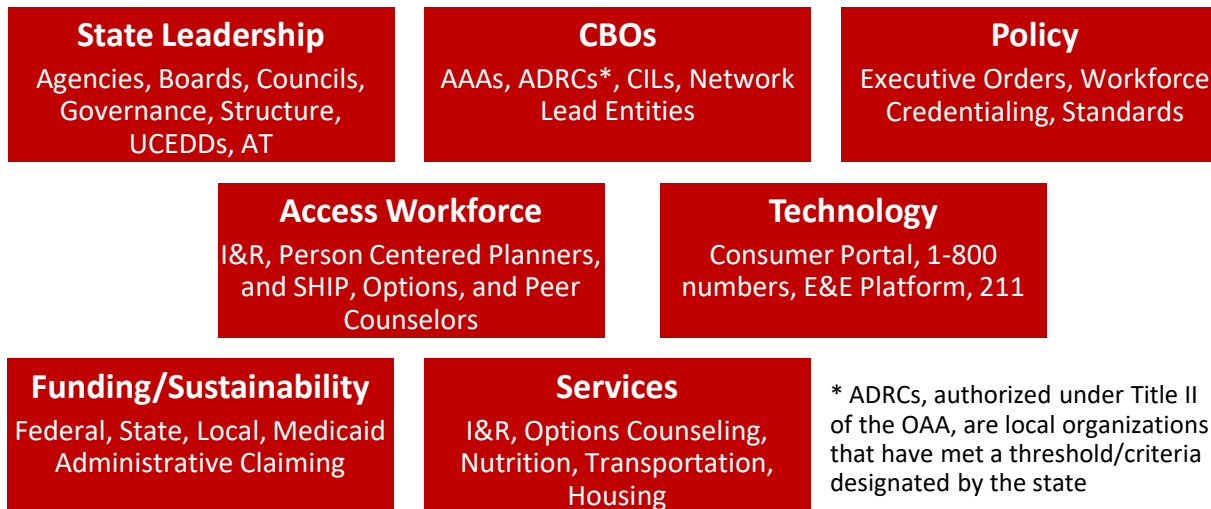 State Leadership
Agencies, Boards, Councils,
Governance, Structure,
UCEDDs, AT
CBOs
AAAs, ADRCs*, CILs, Network
Lead Entities
Policy
Executive Orders, Workforce
Credentialing, Standards
Access Workforce
I&R, Person Centered Planners,
and SHIP, Options, and Peer
Counselors
Technology
Consumer Portal, 1-800
numbers, E&E Platform, 211
Funding/Sustainability
Federal, State, Local, Medicaid
Administrative Claiming
Services
I&R, Options Counseling,
Nutrition, Transportation,
Housing
* ADRCs, authorized under Title II
of the OAA, are local organizations
that have met a threshold/criteria
designated by the state